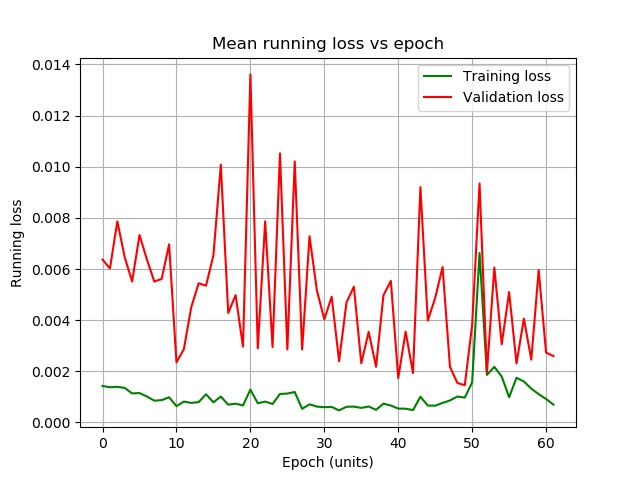 Mean running loss vs epoch
Training loss
Validation loss
0.014
0.012
0.010
0.008
0.006
0.004
0.002
0.000
Running loss
0 10 20 30 40 50 60
Epoch (units)